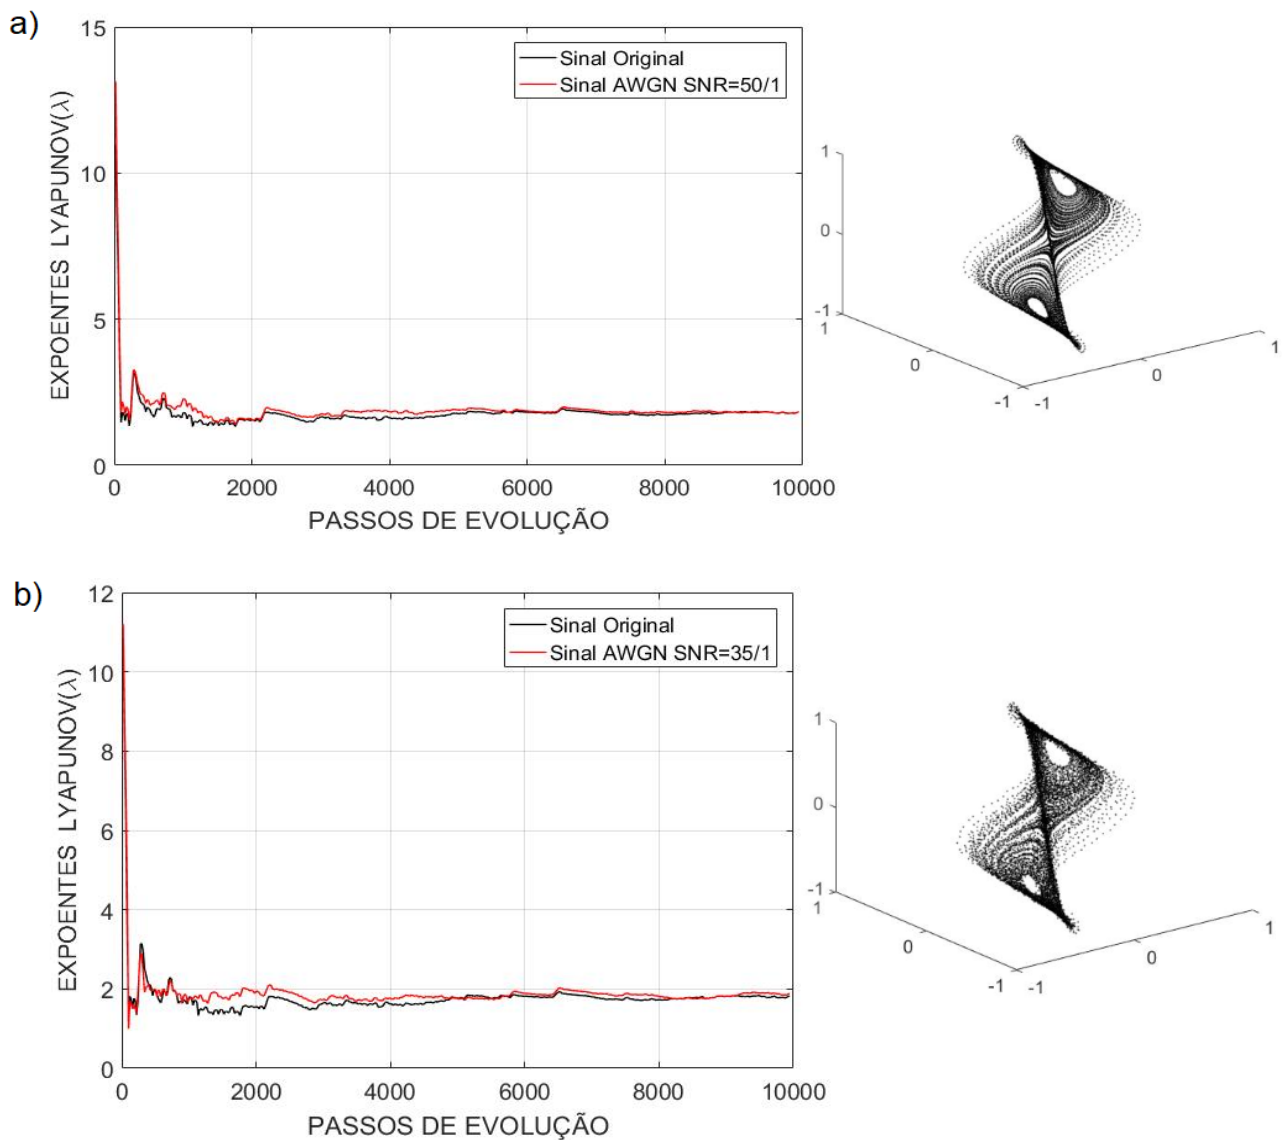 a)
15
10
5
0
EXPOENTES LYAPUNOV(λ)
Sinal Original
Sinal AWGN SNR=50/1
0 2000 4000 6000 8000 10000
PASSOS DE EVOLUÇÃO
1
0
-1
1
0
-1
-1
0
1
b)
12
10
8
6
4
2
0
EXPOENTES LYAPUNOV(λ)
Sinal Original
Sinal AWGN SNR=35/1
0 2000 4000 6000 8000 10000
PASSOS DE EVOLUÇÃO
1
0
-1
1
0
-1
-1
0
1